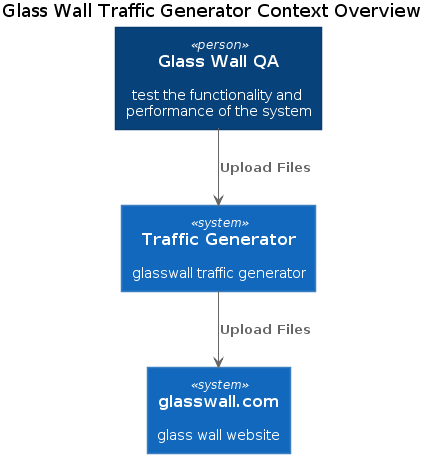 Glass Wall Traffic Generator Context Overview
«person»
Glass Wall QA
test the functionality and
performance of the system
Upload Files
«system»
Traffic Generator
glasswall traffic generator
Upload Files
«system»
glasswall.com
glass wall website